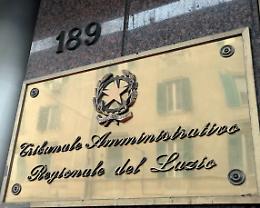 189
Tribunale Amministrativo
Regionale del Lazio